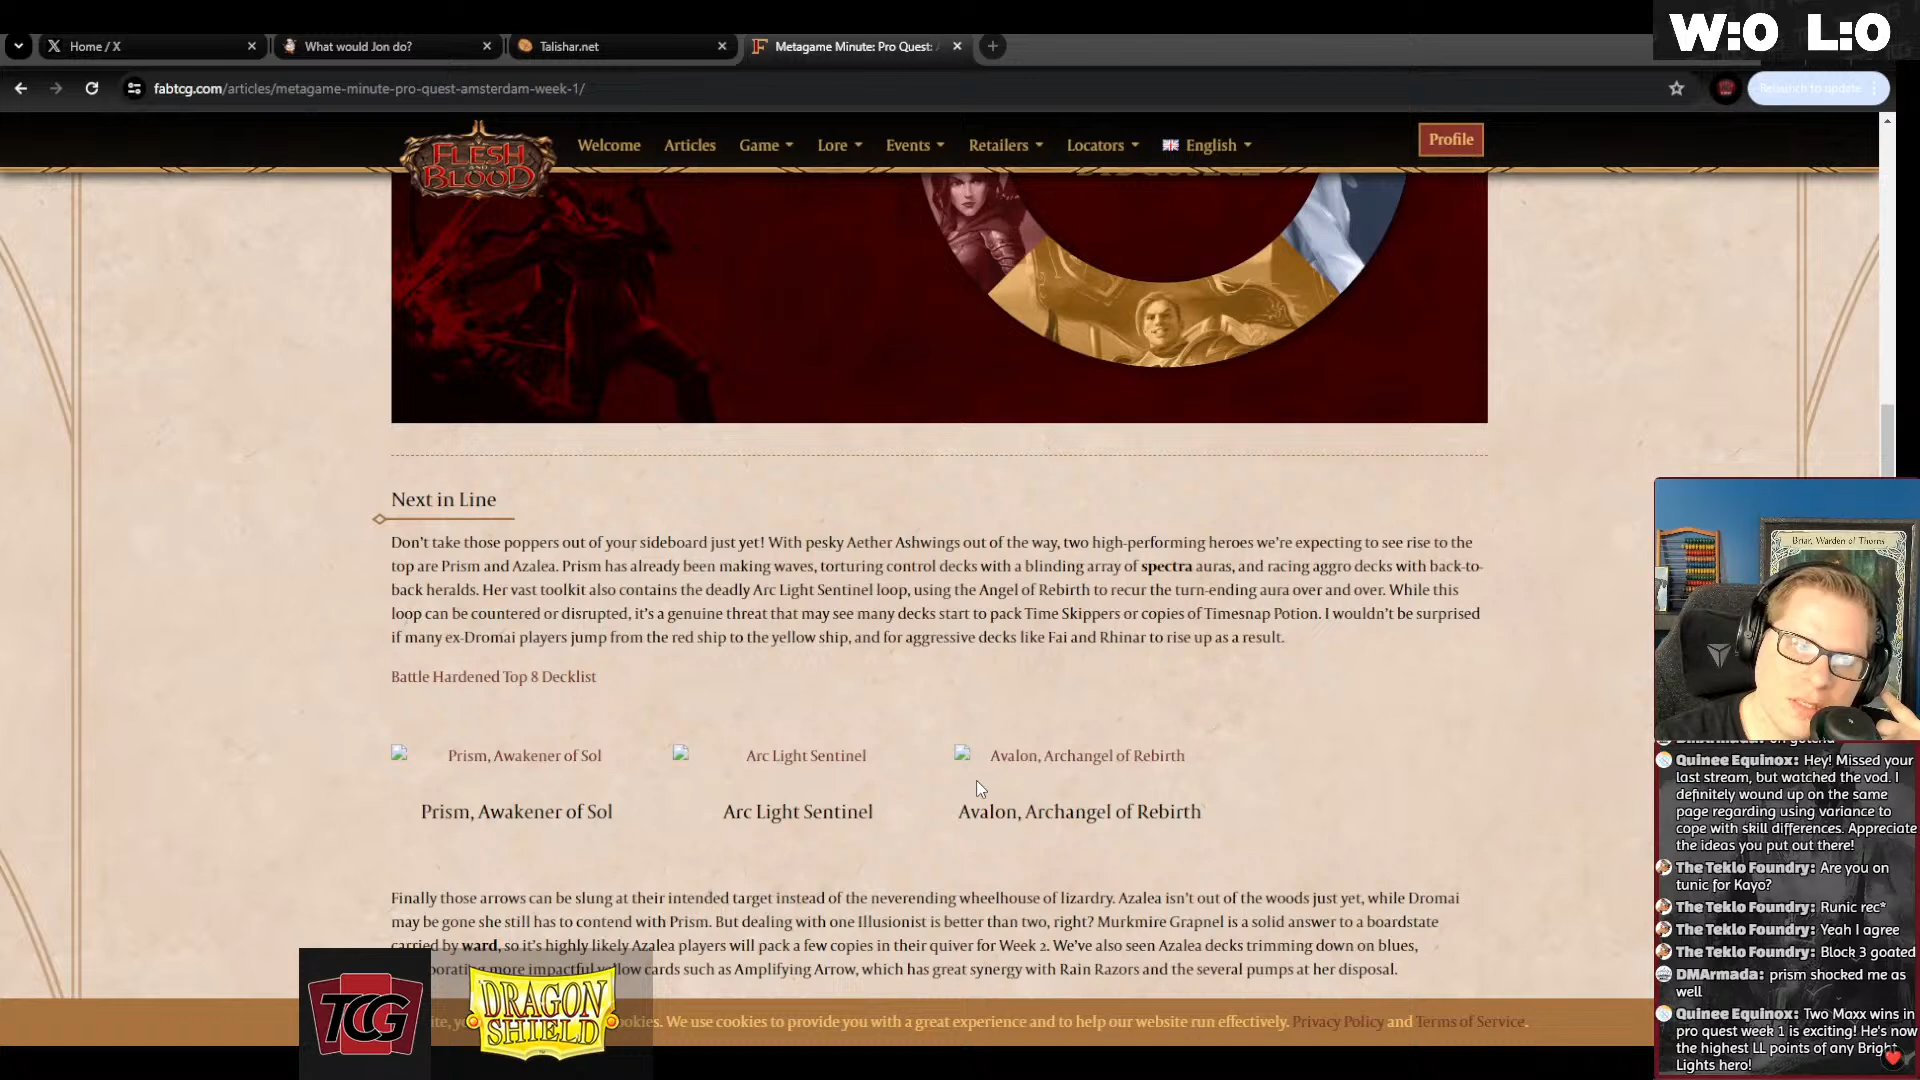 W:0 L:0
Home / X
What would Jon do?
Talishar.net
Metagame Minute: Pro Quest:
fabtcg.com/articles/metagame-minute-pro-quest-amsterdam-week-1/
Relaunch to update
FLESH AND BLOOD
Welcome
Articles
Game
Lore
Events
Retailers
Locators
English
Profile
Next in Line
Don't take those poppers out of your sideboard just yet! With pesky Aether Ashwings out of the way, two high-performing heroes we're expecting to see rise to the
top are Prism and Azalea. Prism has already been making waves, torturing control decks with a blinding array of spectra auras, and racing aggro decks with back-to-
back heralds. Her vast toolkit also contains the deadly Arc Light Sentinel loop, using the Angel of Rebirth to recur the turn-ending aura over and over. While this
loop can be countered or disrupted, it's a genuine threat that may see many decks start to pack Time Skippers or copies of Timesnap Potion. I wouldn't be surprised
if many ex-Dromai players jump from the red ship to the yellow ship, and for aggressive decks like Fai and Rhinar to rise up as a result.
Battle Hardened Top 8 Decklist
Prism, Awakener of Sol
Arc Light Sentinel
Avalon, Archangel of Rebirth
Prism, Awakener of Sol
Arc Light Sentinel
Avalon, Archangel of Rebirth
Finally those arrows can be slung at their intended target instead of the neverending wheelhouse of lizardry. Azalea isn't out of the woods just yet, while Dromai
may be gone she still has to contend with Prism. But dealing with one Illusionist is better than two, right? Murkmire Grapnel is a solid answer to a boardstate
carried by ward, so it's highly likely Azalea players will pack a few copies in their quiver for Week 2. We've also seen Azalea decks trimming down on blues,
more impactful yellow cards such as Amplifying Arrow, which has great synergy with Rain Razors and the several pumps at her disposal.
We use cookies to provide you with a great experience and to help our website run effectively. Privacy Policy and Terms of Service.
TCG
DRAGON SHIELD
Briar, Warden of Thorns
Quinee Equinox: Hey! Missed your
last stream, but watched the vod. I
definitely wound up on the same
page regarding using variance to
cope with skill differences. Appreciate
the ideas you put out there!
The Teklo Foundry: Are you on
tunic for Kayo?
The Teklo Foundry: Runic rec*
The Teklo Foundry: Yeah I agree
The Teklo Foundry: Block 3 goated
DMArmada: prism shocked me as
well
Quinee Equinox: Two Maxx wins in
pro quest week 1 is exciting! He's now
the highest LL points of any Bright
Lights hero!